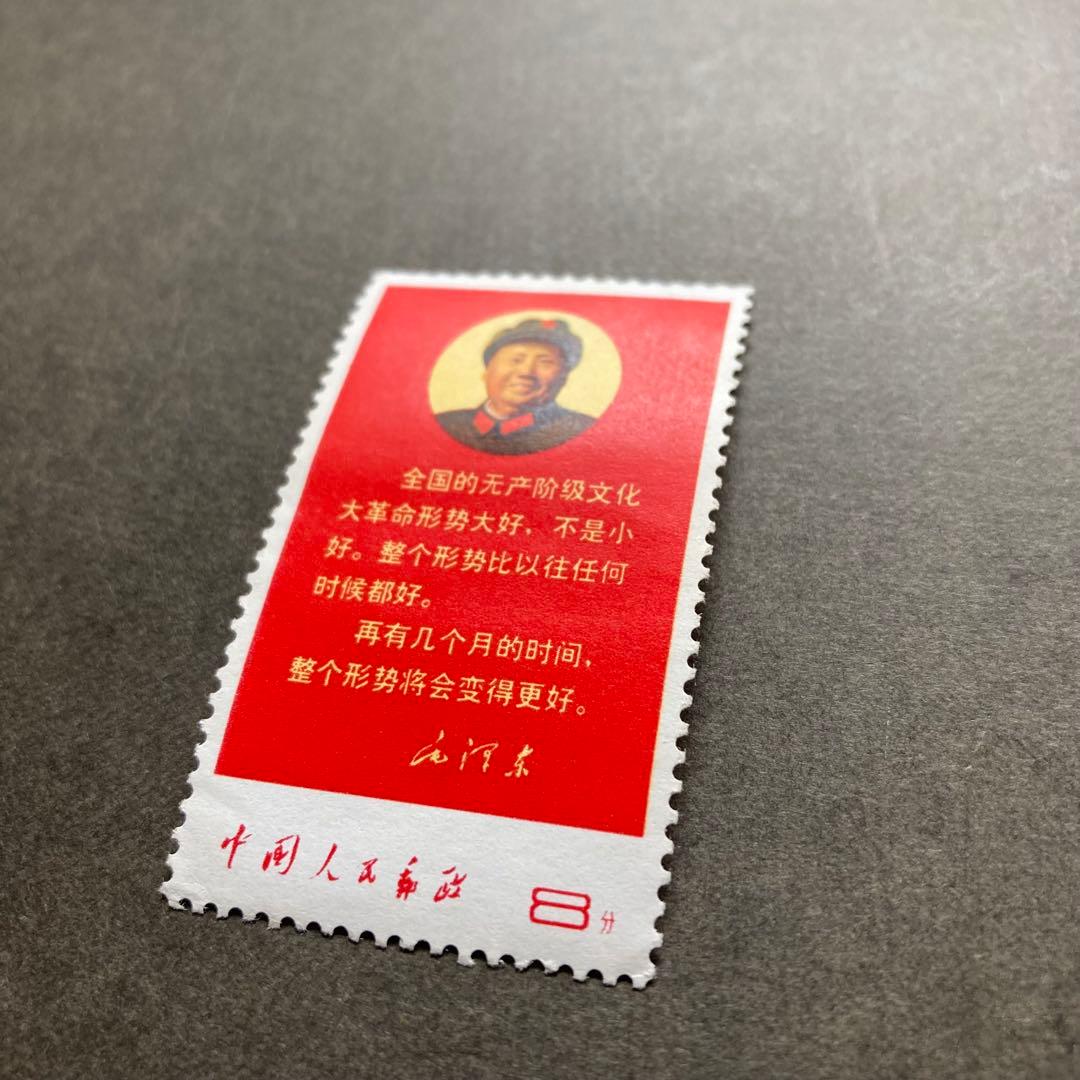 全国的无产阶级文化
大革命形势大好，不是小
好。整个形势比以往任何
时候都好。
再有几个月的时间，
整个形势将会变得更好。
毛泽东
中国人民邮政
8分